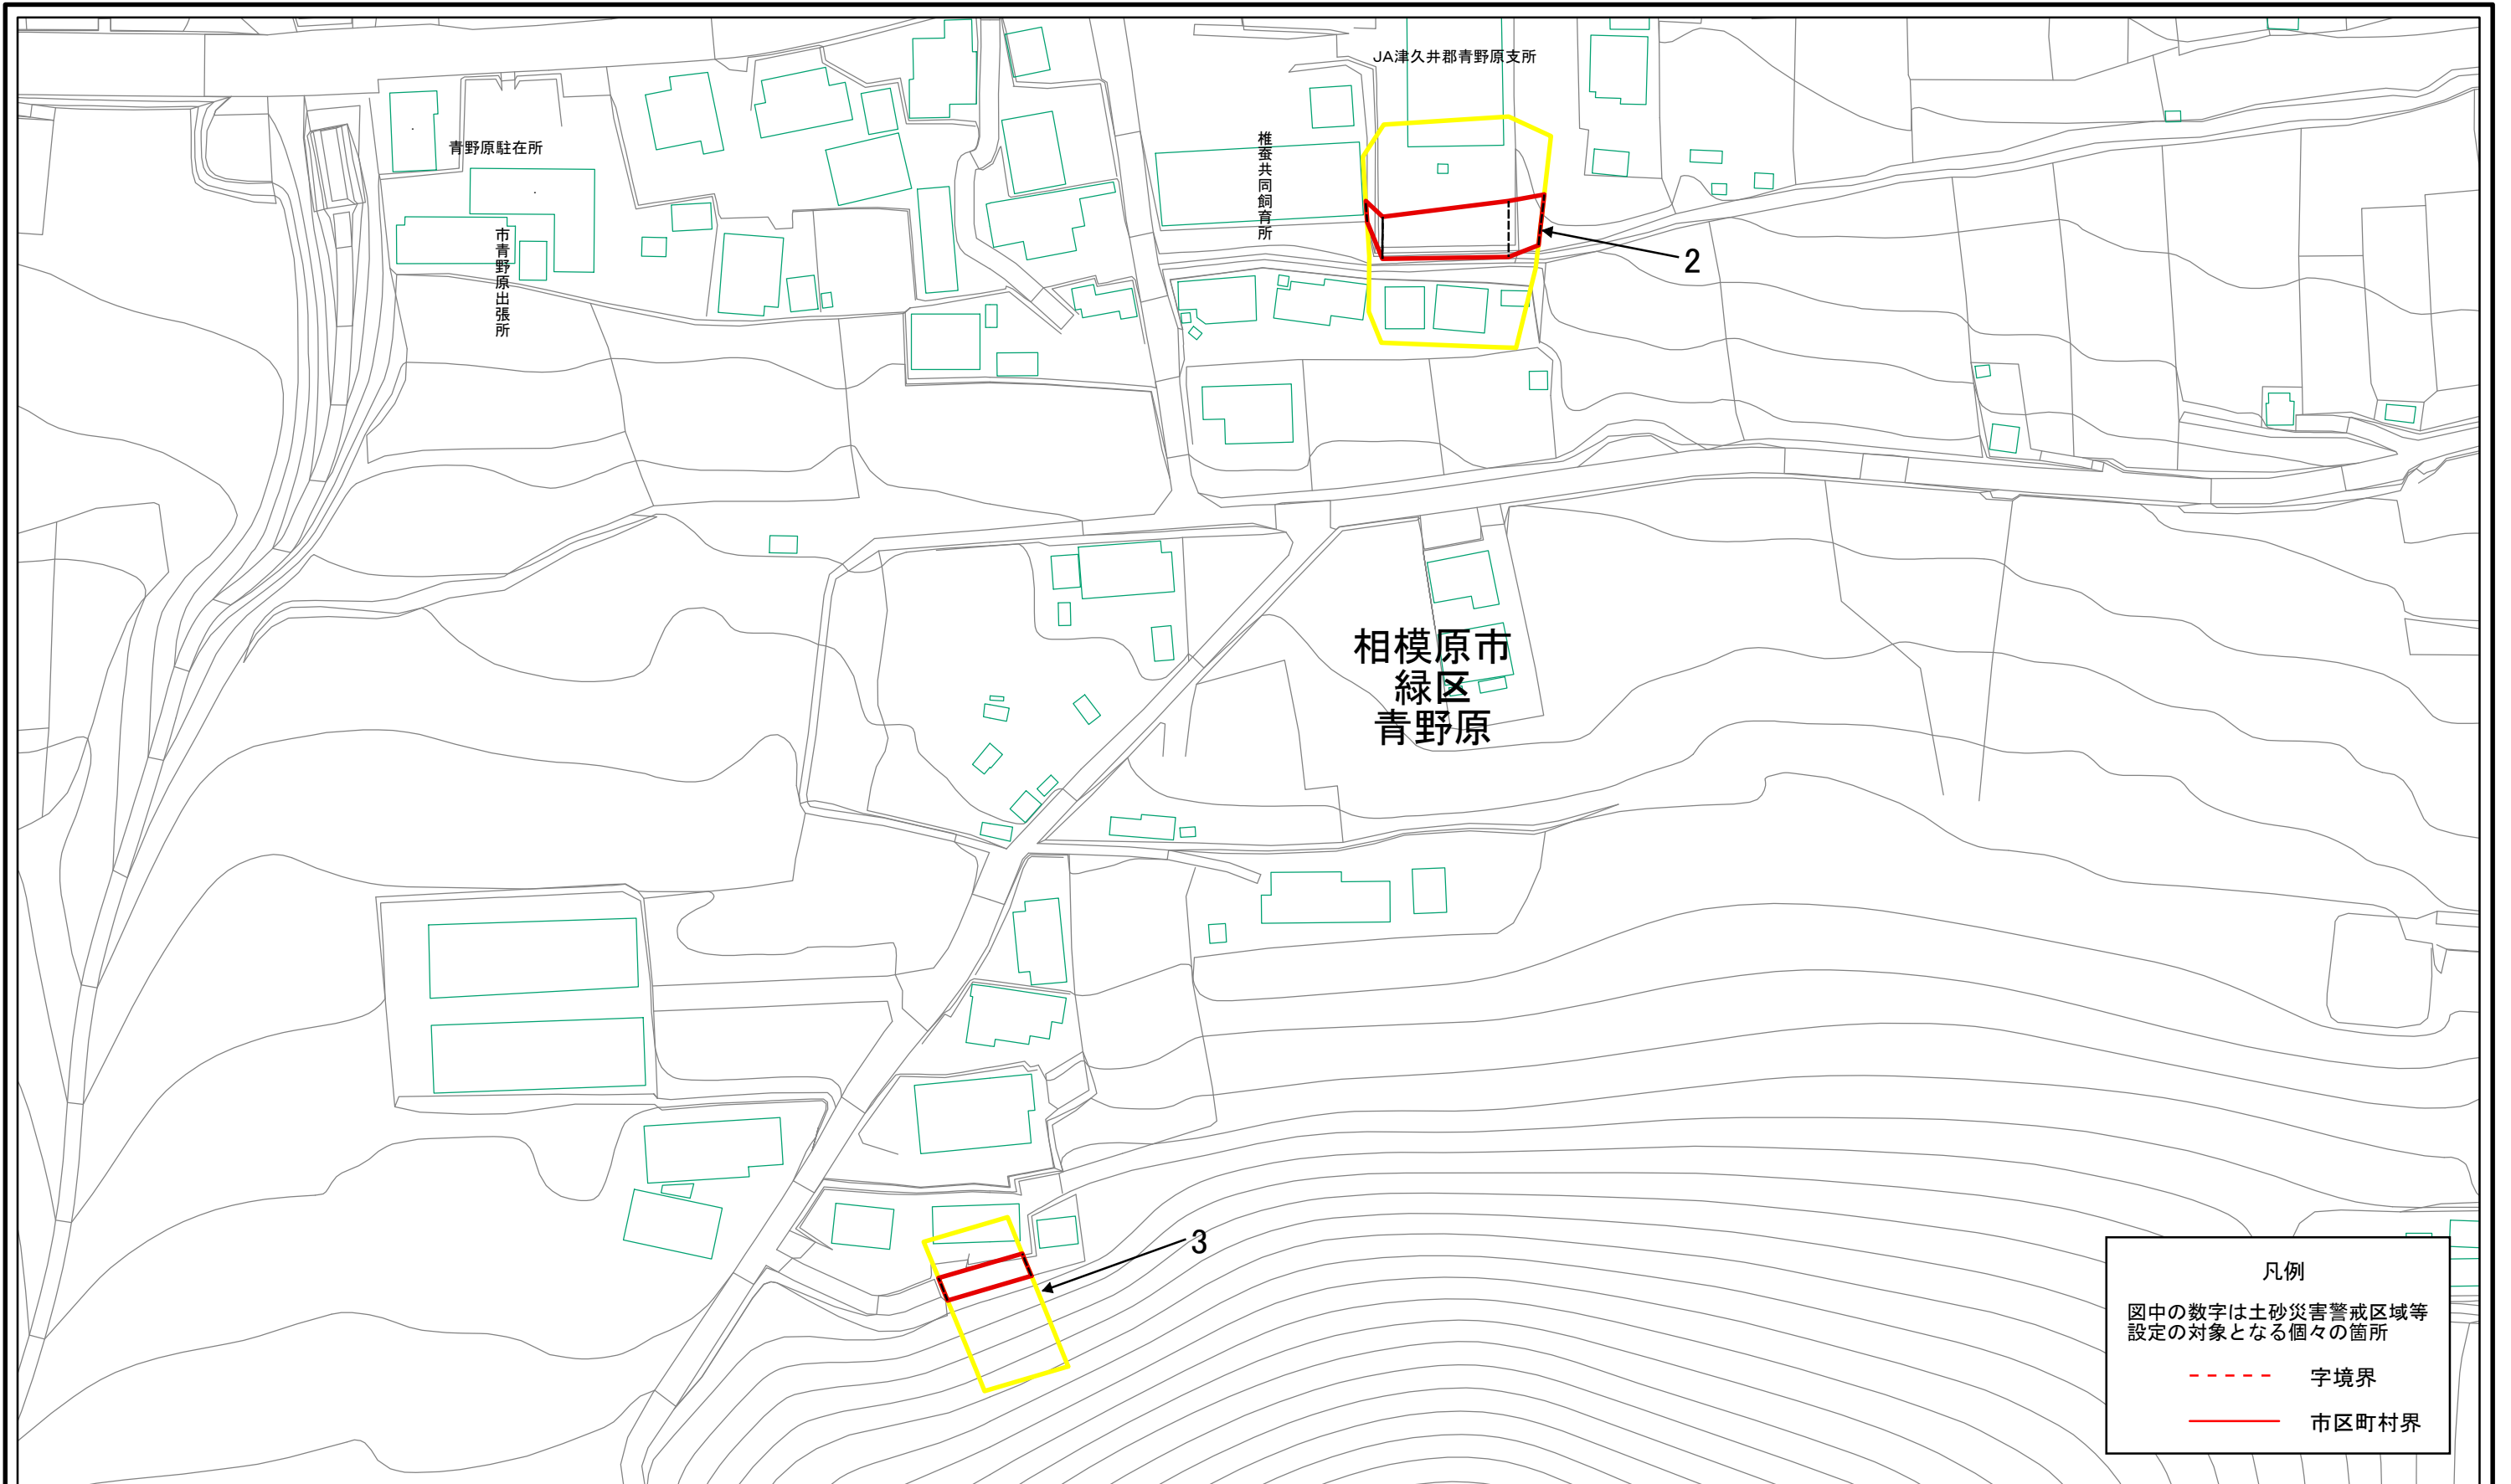 JA津久井郡青野原支所
青野原駐在所
椎蚕共同飼育所
市青野原出張所
2
相模原市
緑区
青野原
3
凡例
図中の数字は土砂災害警戒区域等
設定の対象となる個々の箇所
字境界
市区町村界